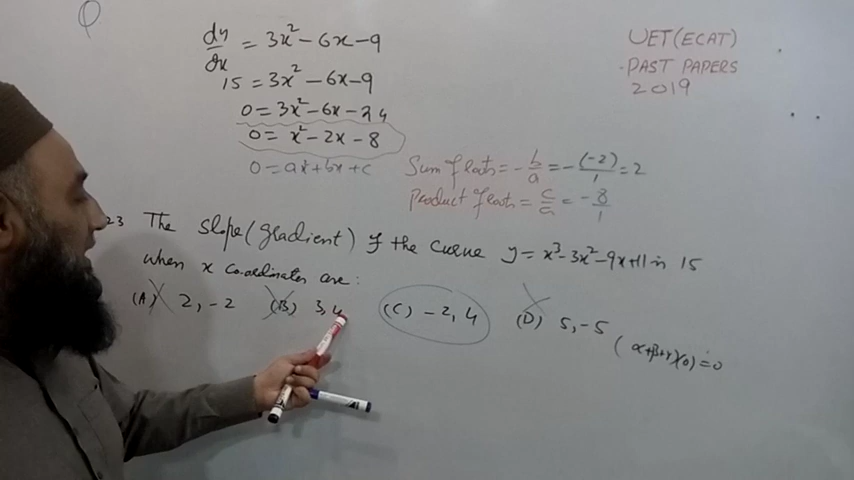 dy/dx = 3x² - 6x - 9
15 = 3x² - 6x - 9
0 = 3x² - 6x - 24
0 = x² - 2x - 8
0 = ax² + bx + c
UET (ECAT)
PAST PAPERS
2019
Sum of roots = -b/a = -(-2)/1 = 2
Product of roots = c/a = -8/1
23 The slope (gradient) of the curve y = x³ - 3x² - 9x + 11 is 15
when x co-ordinates are:
(A) 2, -2 (B) 3, 4 (C) -2, 4 (D) 5, -5